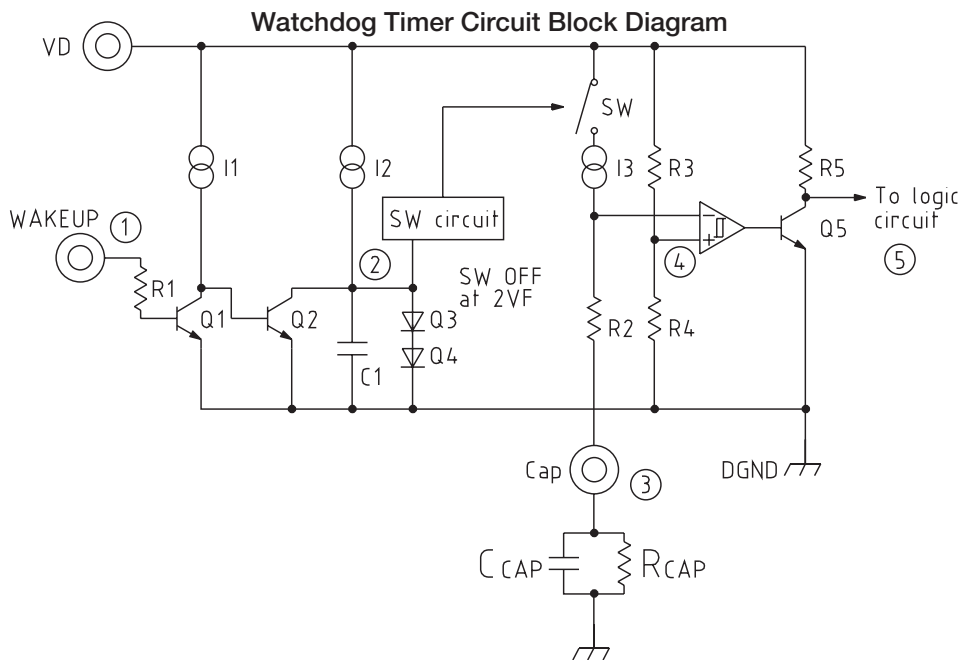 Watchdog Timer Circuit Block Diagram
VD
SW
I1
I2
I3
R3
R5
WAKEUP
①
SW circuit
To logic
circuit
Q5
⑤
②
④
R1
SW OFF
at 2VF
Q1
Q2
Q3
R2
R4
Q4
C1
Cap
③
DGND
CCAP
RCAP
−
+